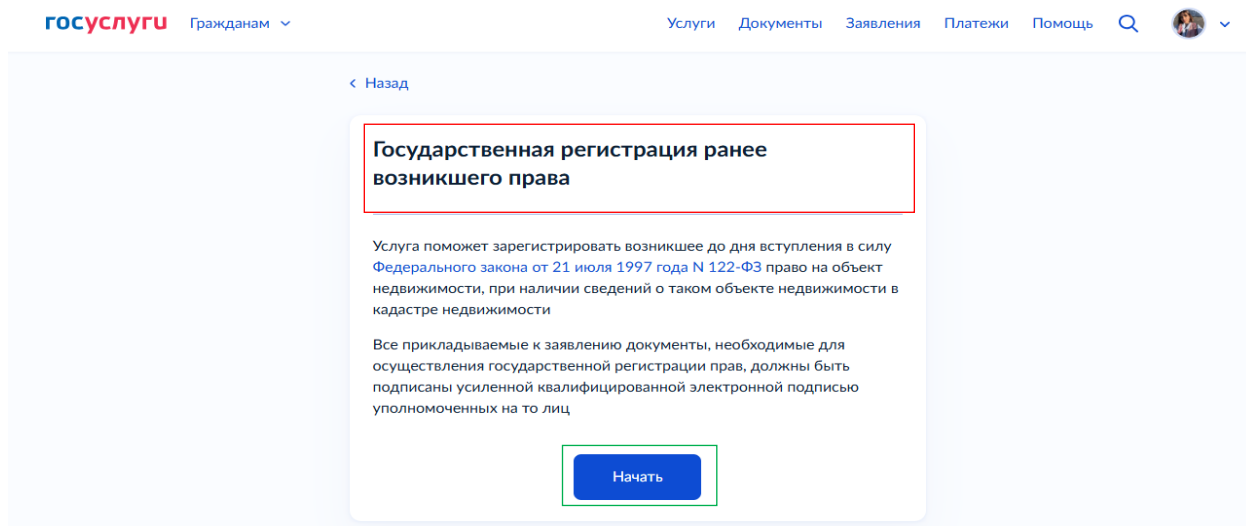 госуслуги Гражданам Услуги Документы Заявления Платежи Помощь
Назад
Государственная регистрация ранее
возникшего права
Услуга поможет зарегистрировать возникшее до дня вступления в силу
Федерального закона от 21 июля 1997 года N 122-ФЗ право на объект
недвижимости, при наличии сведений о таком объекте недвижимости в
кадастре недвижимости
Все прикладываемые к заявлению документы, необходимые для
осуществления государственной регистрации прав, должны быть
подписаны усиленной квалифицированной электронной подписью
уполномоченных на то лиц
Начать